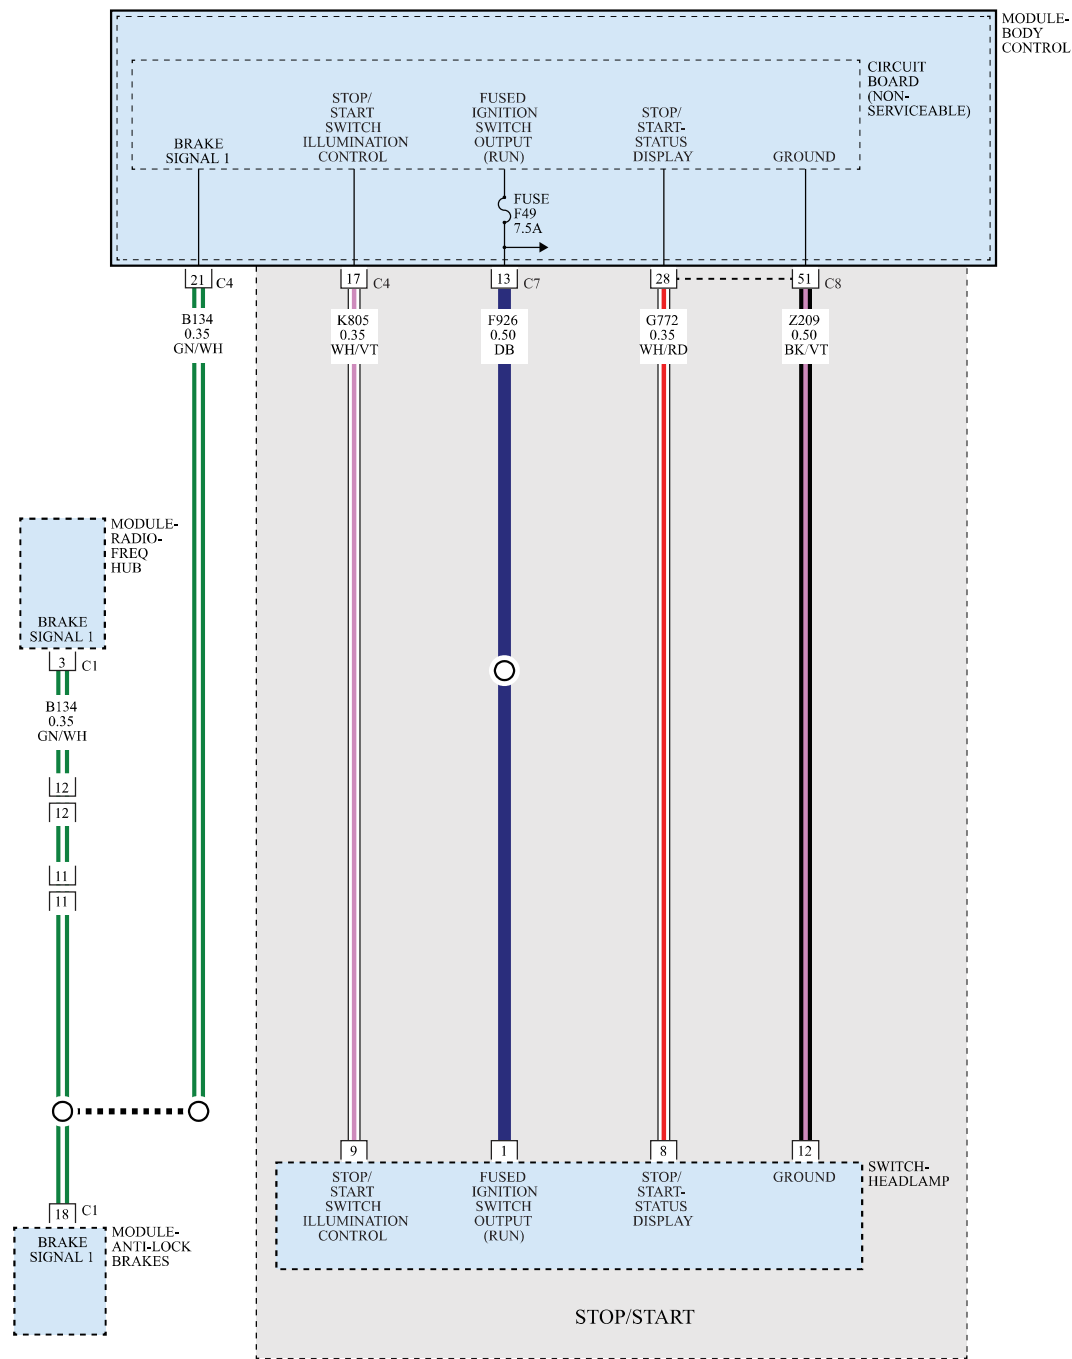 MODULE-
BODY
CONTROL
CIRCUIT
BOARD
(NON-
SERVICEABLE)
BRAKE
SIGNAL 1
STOP/
START
SWITCH
ILLUMINATION
CONTROL
FUSED
IGNITION
SWITCH
OUTPUT
(RUN)
STOP/
START-
STATUS
DISPLAY
GROUND
FUSE
F49
7.5A
21 C4
17 C4
13 C7
28
51 C8
B134
0.35
GN/WH
K805
0.35
WH/VT
F926
0.50
DB
G772
0.35
WH/RD
Z209
0.50
BK/VT
MODULE-
RADIO-
FREQ
HUB
BRAKE
SIGNAL 1
3 C1
B134
0.35
GN/WH
12
12
11
11
18 C1
BRAKE
SIGNAL 1
MODULE-
ANTI-LOCK
BRAKES
9
1
8
12
SWITCH-
HEADLAMP
STOP/
START
SWITCH
ILLUMINATION
CONTROL
FUSED
IGNITION
SWITCH
OUTPUT
(RUN)
STOP/
START-
STATUS
DISPLAY
GROUND
STOP/START